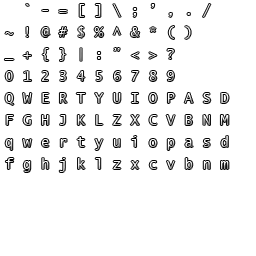 ` - = [ ] \ ; ' , . /
~ ! @ # $ % ^ & * ( )
_ + { } | : " < > ?
0 1 2 3 4 5 6 7 8 9
Q W E R T Y U I O P A S D
F G H J K L Z X C V B N M
q w e r t y u i o p a s d
f g h j k l z x c v b n m